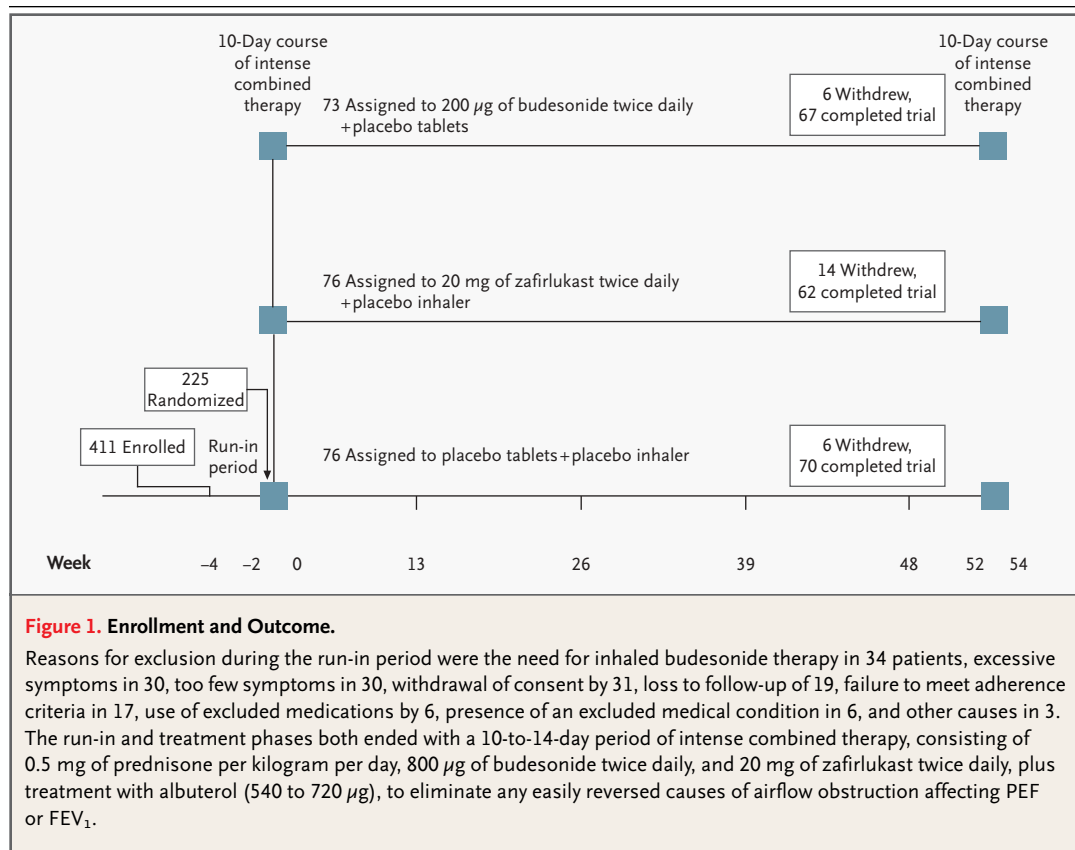 10-Day course
of intense
combined
therapy
10-Day course
of intense
combined
therapy
73 Assigned to 200 µg of budesonide twice daily
+placebo tablets
6 Withdrew,
67 completed trial
76 Assigned to 20 mg of zafirlukast twice daily
+placebo inhaler
14 Withdrew,
62 completed trial
225
Randomized
411 Enrolled
Run-in
period
76 Assigned to placebo tablets+placebo inhaler
6 Withdrew,
70 completed trial
Week –4 –2 0 13 26 39 48 52 54
Figure 1. Enrollment and Outcome.
Reasons for exclusion during the run-in period were the need for inhaled budesonide therapy in 34 patients, excessive
symptoms in 30, too few symptoms in 30, withdrawal of consent by 31, loss to follow-up of 19, failure to meet adherence
criteria in 17, use of excluded medications by 6, presence of an excluded medical condition in 6, and other causes in 3.
The run-in and treatment phases both ended with a 10-to-14-day period of intense combined therapy, consisting of
0.5 mg of prednisone per kilogram per day, 800 µg of budesonide twice daily, and 20 mg of zafirlukast twice daily, plus
treatment with albuterol (540 to 720 µg), to eliminate any easily reversed causes of airflow obstruction affecting PEF
or FEV₁.